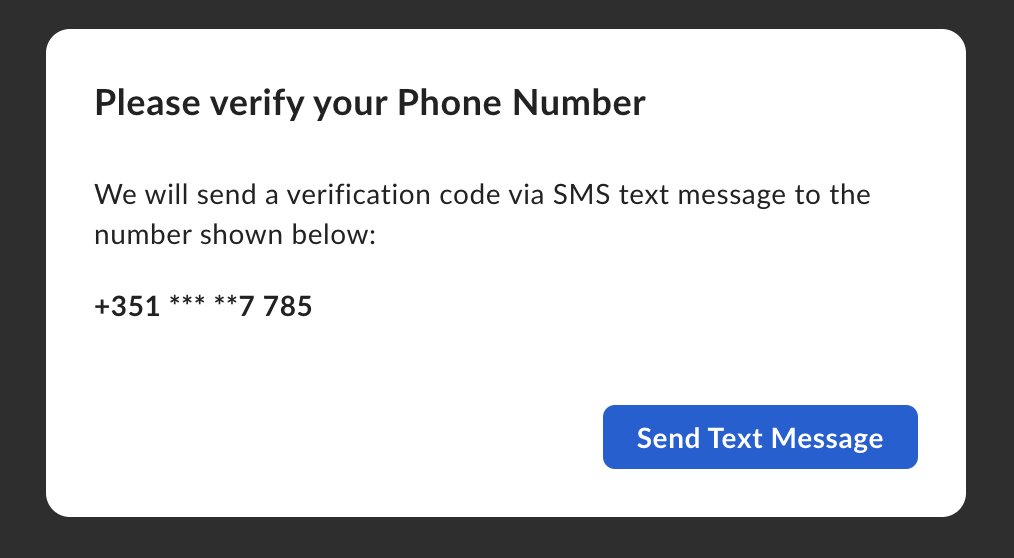 Please verify your Phone Number
We will send a verification code via SMS text message to the
number shown below:
+351 *** **7 785
Send Text Message